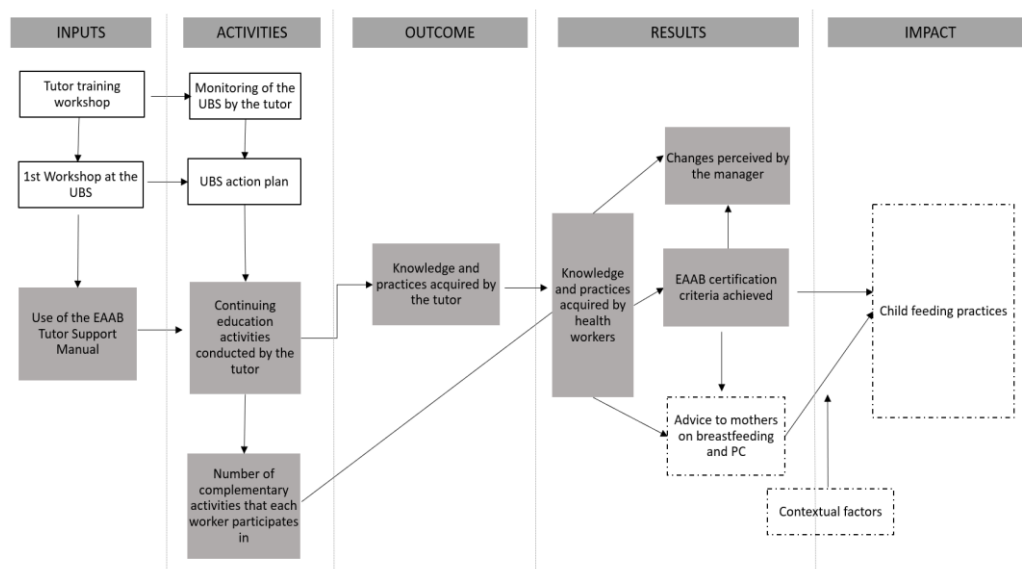 INPUTS
ACTIVITIES
OUTCOME
RESULTS
IMPACT
Tutor training
workshop
Monitoring of the
UBS by the tutor
1st Workshop at the
UBS
UBS action plan
Use of the EAAB
Tutor Support
Manual
Continuing
education
activities
conducted by the
tutor
Number of
complementary
activities that each
worker participates
in
Knowledge and
practices acquired by
the tutor
Knowledge
and practices
acquired by
health
workers
Changes perceived by
the manager
EAAB certification
criteria achieved
Advice to mothers
on breastfeeding
and PC
Contextual factors
Child feeding practices